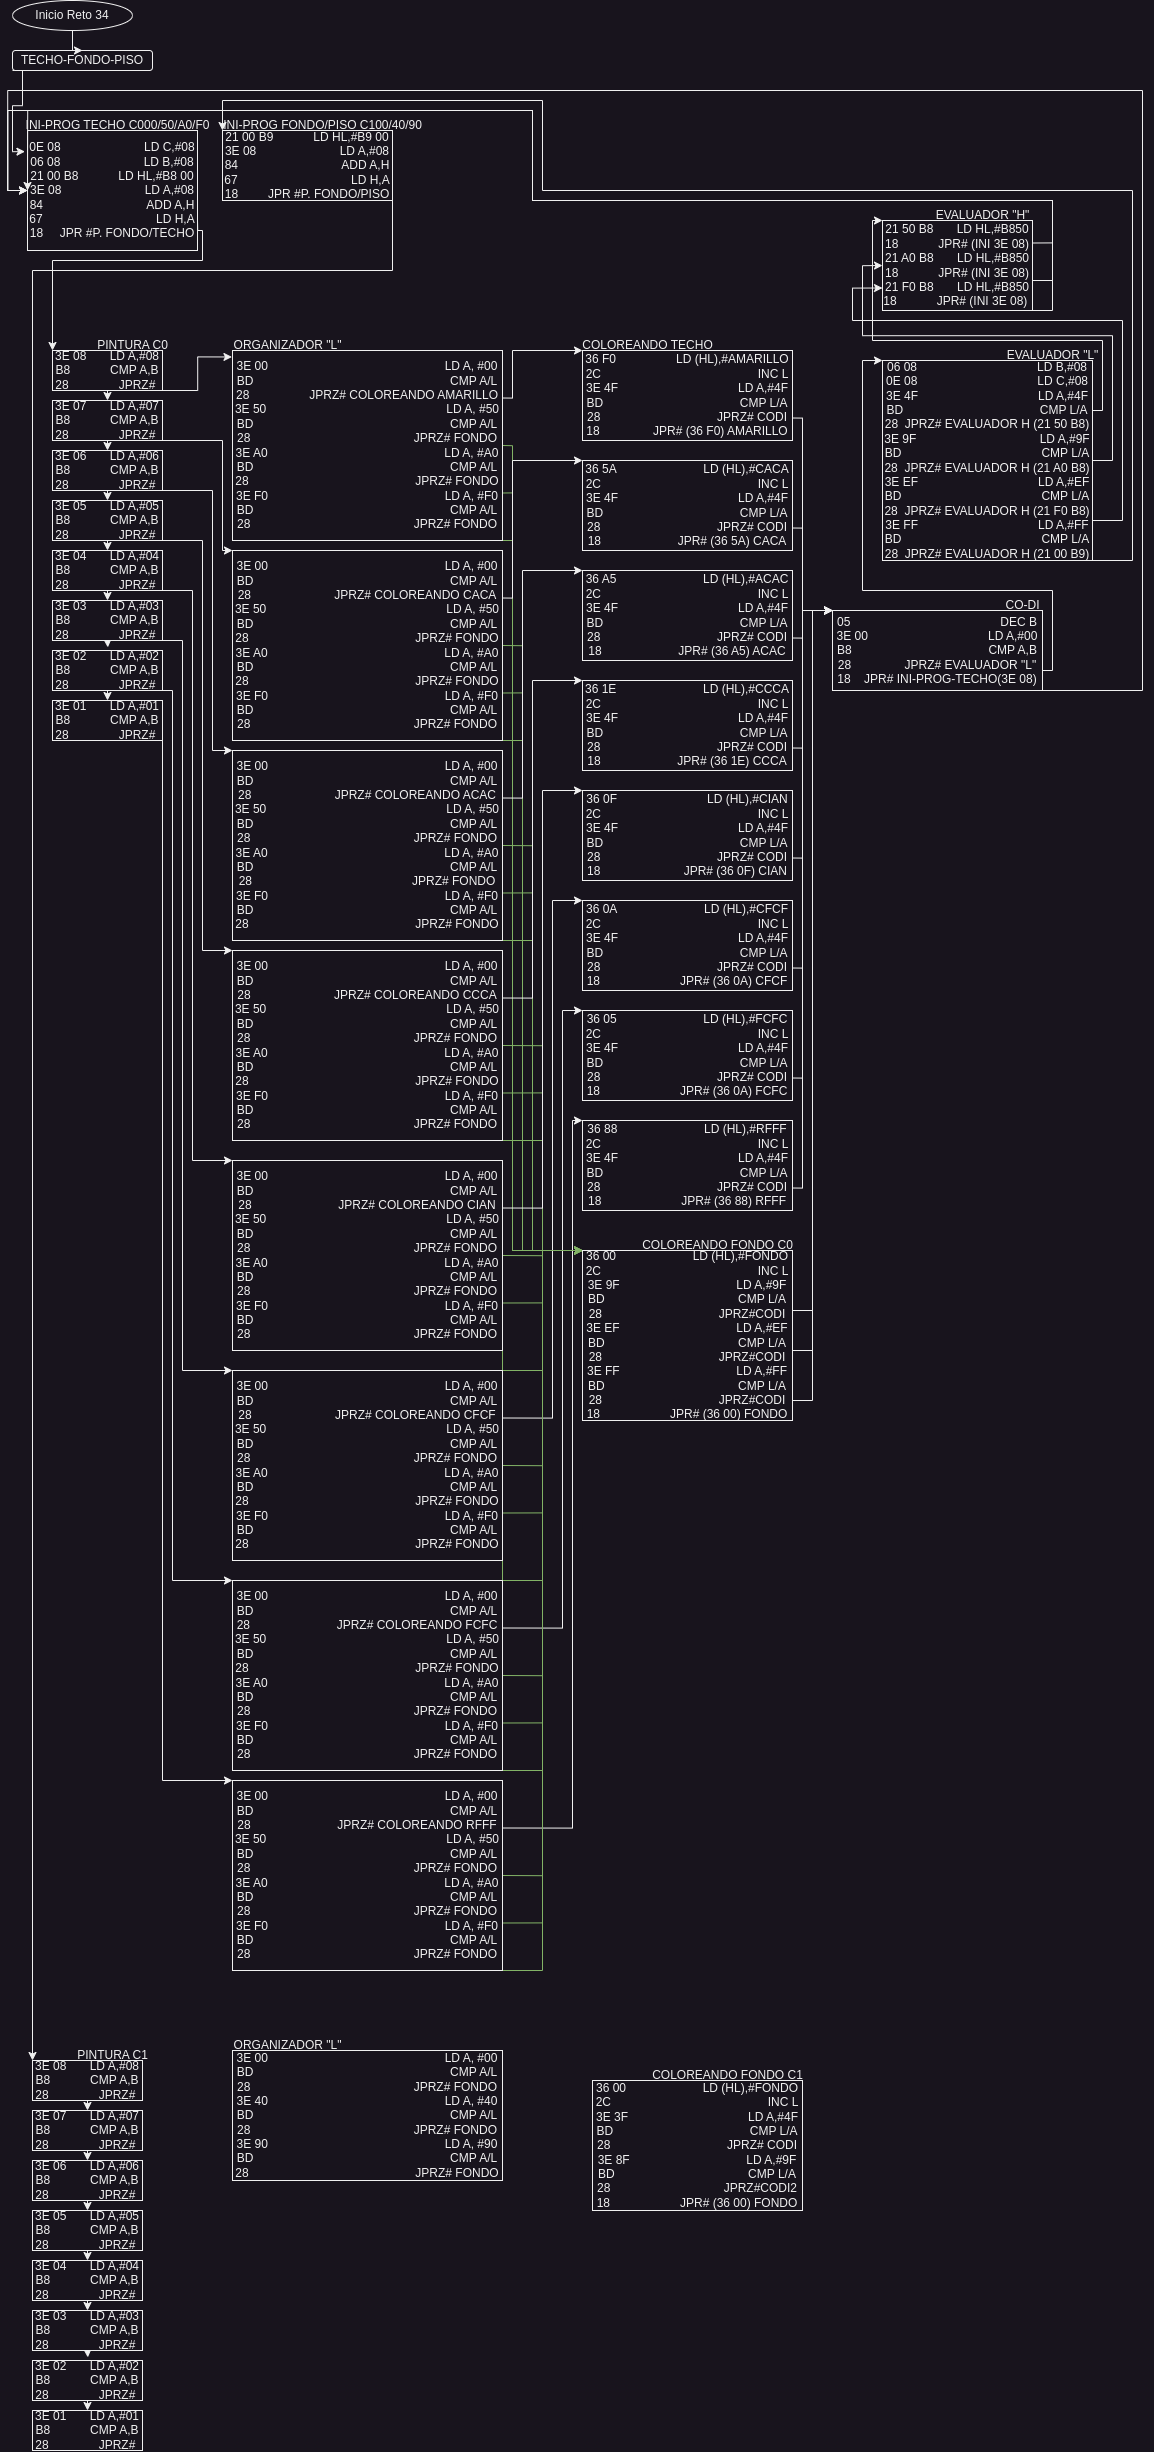 Inicio Reto 34
TECHO-FONDO-PISO
INI-PROG TECHO C000/50/A0/F0
0E 08 LD C,#08
06 08 LD B,#08
21 00 B8 LD HL,#B8 00
3E 08 LD A,#08
84 ADD A,H
67 LD H,A
18 JPR #P. FONDO/TECHO
INI-PROG FONDO/PISO C100/40/90
21 00 B9 LD HL,#B9 00
3E 08 LD A,#08
84 ADD A,H
67 LD H,A
18 JPR #P. FONDO/PISO
EVALUADOR "H"
21 50 B8 LD HL,#B850
18 JPR# (INI 3E 08)
21 A0 B8 LD HL,#B850
18 JPR# (INI 3E 08)
21 F0 B8 LD HL,#B850
18 JPR# (INI 3E 08)
EVALUADOR "L"
06 08 LD B,#08
0E 08 LD C,#08
3E 4F LD A,#4F
BD CMP L/A
28 JPRZ# EVALUADOR H (21 50 B8)
3E 9F LD A,#9F
BD CMP L/A
28 JPRZ# EVALUADOR H (21 A0 B8)
3E EF LD A,#EF
BD CMP L/A
28 JPRZ# EVALUADOR H (21 F0 B8)
3E FF LD A,#FF
BD CMP L/A
28 JPRZ# EVALUADOR H (21 00 B9)
CO-DI
05 DEC B
3E 00 LD A,#00
B8 CMP A,B
28 JPRZ# EVALUADOR "L"
18 JPR# INI-PROG-TECHO(3E 08)
PINTURA C0
3E 08 LD A,#08
B8 CMP A,B
28 JPRZ#
3E 07 LD A,#07
B8 CMP A,B
28 JPRZ#
3E 06 LD A,#06
B8 CMP A,B
28 JPRZ#
3E 05 LD A,#05
B8 CMP A,B
28 JPRZ#
3E 04 LD A,#04
B8 CMP A,B
28 JPRZ#
3E 03 LD A,#03
B8 CMP A,B
28 JPRZ#
3E 02 LD A,#02
B8 CMP A,B
28 JPRZ#
3E 01 LD A,#01
B8 CMP A,B
28 JPRZ#
ORGANIZADOR "L"
3E 00 LD A, #00
BD CMP A/L
28 JPRZ# COLOREANDO AMARILLO
3E 50 LD A, #50
BD CMP A/L
28 JPRZ# FONDO
3E A0 LD A, #A0
BD CMP A/L
28 JPRZ# FONDO
3E F0 LD A, #F0
BD CMP A/L
28 JPRZ# FONDO
3E 00 LD A, #00
BD CMP A/L
28 JPRZ# COLOREANDO CACA
3E 50 LD A, #50
BD CMP A/L
28 JPRZ# FONDO
3E A0 LD A, #A0
BD CMP A/L
28 JPRZ# FONDO
3E F0 LD A, #F0
BD CMP A/L
28 JPRZ# FONDO
3E 00 LD A, #00
BD CMP A/L
28 JPRZ# COLOREANDO ACAC
3E 50 LD A, #50
BD CMP A/L
28 JPRZ# FONDO
3E A0 LD A, #A0
BD CMP A/L
28 JPRZ# FONDO
3E F0 LD A, #F0
BD CMP A/L
28 JPRZ# FONDO
3E 00 LD A, #00
BD CMP A/L
28 JPRZ# COLOREANDO CCCA
3E 50 LD A, #50
BD CMP A/L
28 JPRZ# FONDO
3E A0 LD A, #A0
BD CMP A/L
28 JPRZ# FONDO
3E F0 LD A, #F0
BD CMP A/L
28 JPRZ# FONDO
3E 00 LD A, #00
BD CMP A/L
28 JPRZ# COLOREANDO CIAN
3E 50 LD A, #50
BD CMP A/L
28 JPRZ# FONDO
3E A0 LD A, #A0
BD CMP A/L
28 JPRZ# FONDO
3E F0 LD A, #F0
BD CMP A/L
28 JPRZ# FONDO
3E 00 LD A, #00
BD CMP A/L
28 JPRZ# COLOREANDO CFCF
3E 50 LD A, #50
BD CMP A/L
28 JPRZ# FONDO
3E A0 LD A, #A0
BD CMP A/L
28 JPRZ# FONDO
3E F0 LD A, #F0
BD CMP A/L
28 JPRZ# FONDO
3E 00 LD A, #00
BD CMP A/L
28 JPRZ# COLOREANDO FCFC
3E 50 LD A, #50
BD CMP A/L
28 JPRZ# FONDO
3E A0 LD A, #A0
BD CMP A/L
28 JPRZ# FONDO
3E F0 LD A, #F0
BD CMP A/L
28 JPRZ# FONDO
3E 00 LD A, #00
BD CMP A/L
28 JPRZ# COLOREANDO RFFF
3E 50 LD A, #50
BD CMP A/L
28 JPRZ# FONDO
3E A0 LD A, #A0
BD CMP A/L
28 JPRZ# FONDO
3E F0 LD A, #F0
BD CMP A/L
28 JPRZ# FONDO
COLOREANDO TECHO
36 F0 LD (HL),#AMARILLO
2C INC L
3E 4F LD A,#4F
BD CMP L/A
28 JPRZ# CODI
18 JPR# (36 F0) AMARILLO
36 5A LD (HL),#CACA
2C INC L
3E 4F LD A,#4F
BD CMP L/A
28 JPRZ# CODI
18 JPR# (36 5A) CACA
36 A5 LD (HL),#ACAC
2C INC L
3E 4F LD A,#4F
BD CMP L/A
28 JPRZ# CODI
18 JPR# (36 A5) ACAC
36 1E LD (HL),#CCCA
2C INC L
3E 4F LD A,#4F
BD CMP L/A
28 JPRZ# CODI
18 JPR# (36 1E) CCCA
36 0F LD (HL),#CIAN
2C INC L
3E 4F LD A,#4F
BD CMP L/A
28 JPRZ# CODI
18 JPR# (36 0F) CIAN
36 0A LD (HL),#CFCF
2C INC L
3E 4F LD A,#4F
BD CMP L/A
28 JPRZ# CODI
18 JPR# (36 0A) CFCF
36 05 LD (HL),#FCFC
2C INC L
3E 4F LD A,#4F
BD CMP L/A
28 JPRZ# CODI
18 JPR# (36 0A) FCFC
36 88 LD (HL),#RFFF
2C INC L
3E 4F LD A,#4F
BD CMP L/A
28 JPRZ# CODI
18 JPR# (36 88) RFFF
COLOREANDO FONDO C0
36 00 LD (HL),#FONDO
2C INC L
3E 9F LD A,#9F
BD CMP L/A
28 JPRZ#CODI
3E EF LD A,#EF
BD CMP L/A
28 JPRZ#CODI
3E FF LD A,#FF
BD CMP L/A
28 JPRZ#CODI
18 JPR# (36 00) FONDO
PINTURA C1
3E 08 LD A,#08
B8 CMP A,B
28 JPRZ#
3E 07 LD A,#07
B8 CMP A,B
28 JPRZ#
3E 06 LD A,#06
B8 CMP A,B
28 JPRZ#
3E 05 LD A,#05
B8 CMP A,B
28 JPRZ#
3E 04 LD A,#04
B8 CMP A,B
28 JPRZ#
3E 03 LD A,#03
B8 CMP A,B
28 JPRZ#
3E 02 LD A,#02
B8 CMP A,B
28 JPRZ#
3E 01 LD A,#01
B8 CMP A,B
28 JPRZ#
ORGANIZADOR "L"
3E 00 LD A, #00
BD CMP A/L
28 JPRZ# FONDO
3E 40 LD A, #40
BD CMP A/L
28 JPRZ# FONDO
3E 90 LD A, #90
BD CMP A/L
28 JPRZ# FONDO
COLOREANDO FONDO C1
36 00 LD (HL),#FONDO
2C INC L
3E 3F LD A,#4F
BD CMP L/A
28 JPRZ# CODI
3E 8F LD A,#9F
BD CMP L/A
28 JPRZ#CODI2
18 JPR# (36 00) FONDO